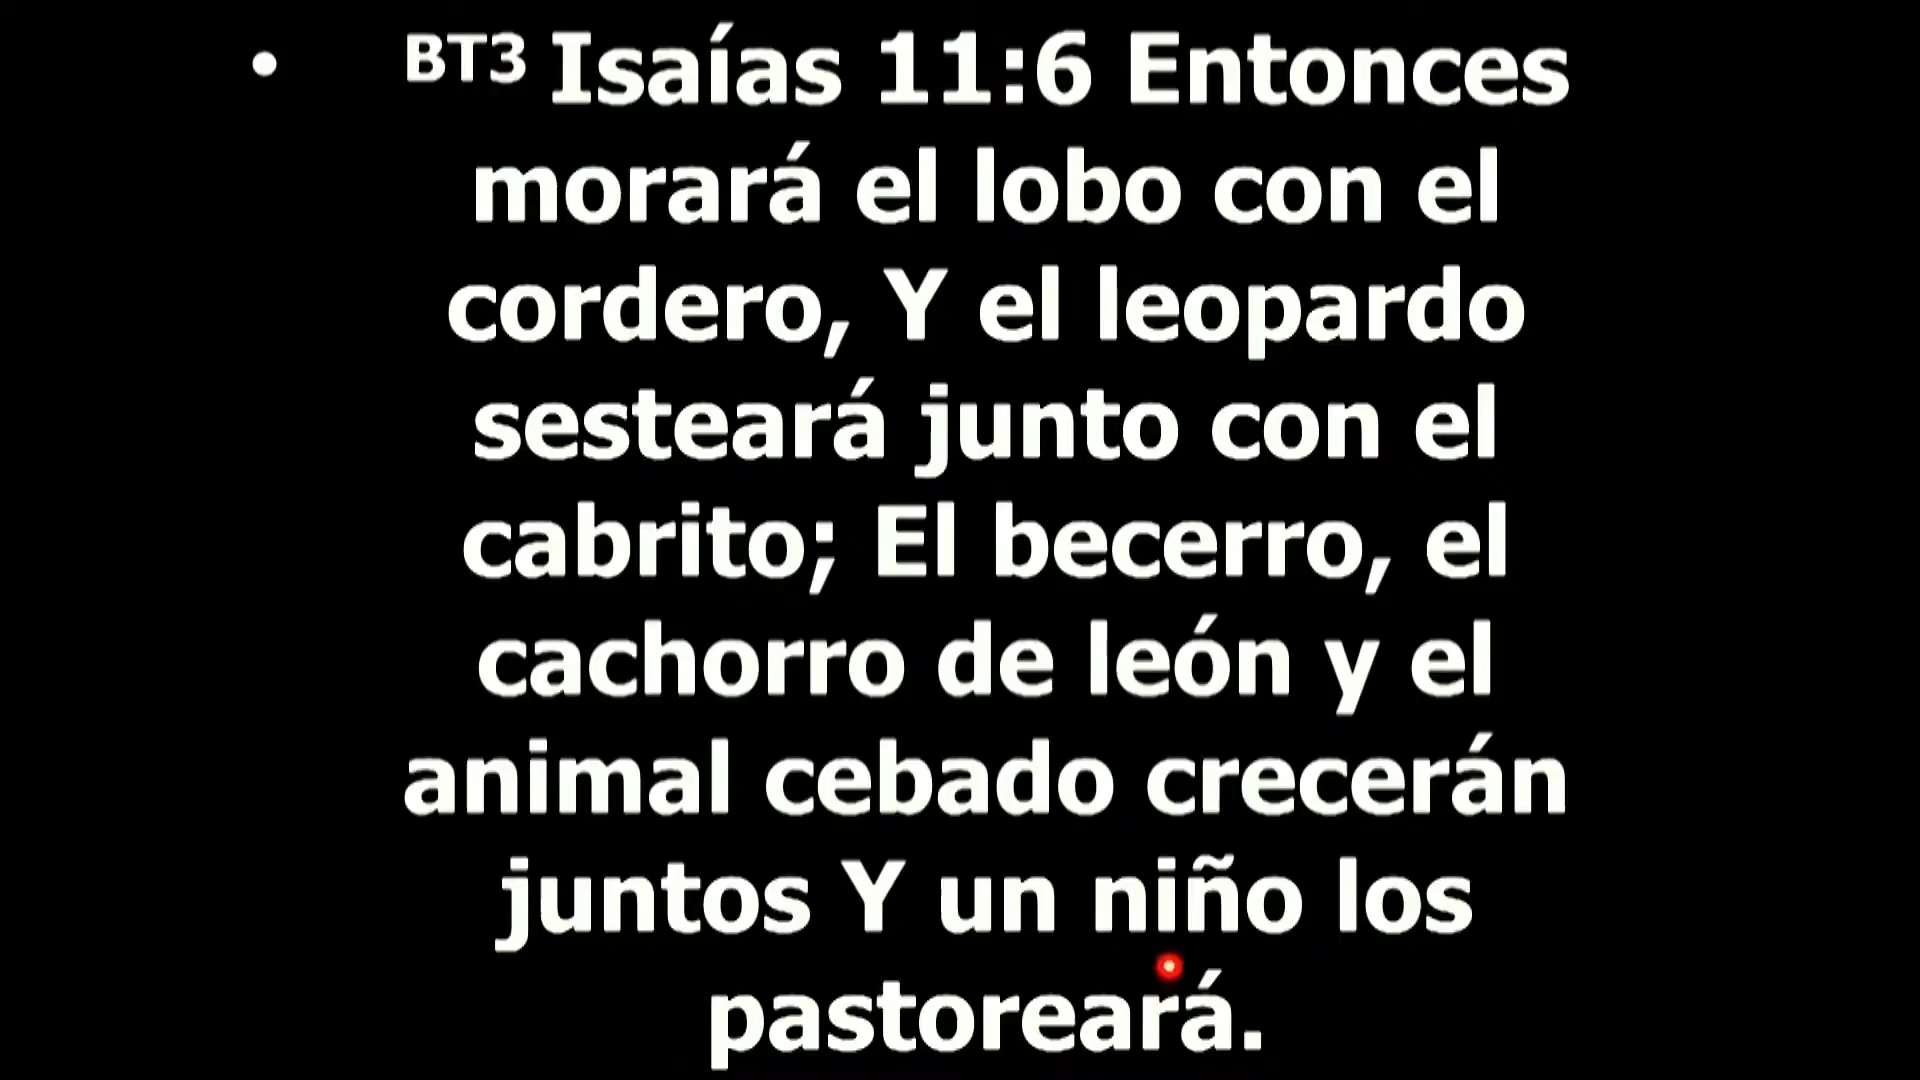 • BT3 Isaías 11:6 Entonces
morará el lobo con el
cordero, Y el leopardo
sesteará junto con el
cabrito; El becerro, el
cachorro de león y el
animal cebado crecerán
juntos Y un niño los
pastoreará.